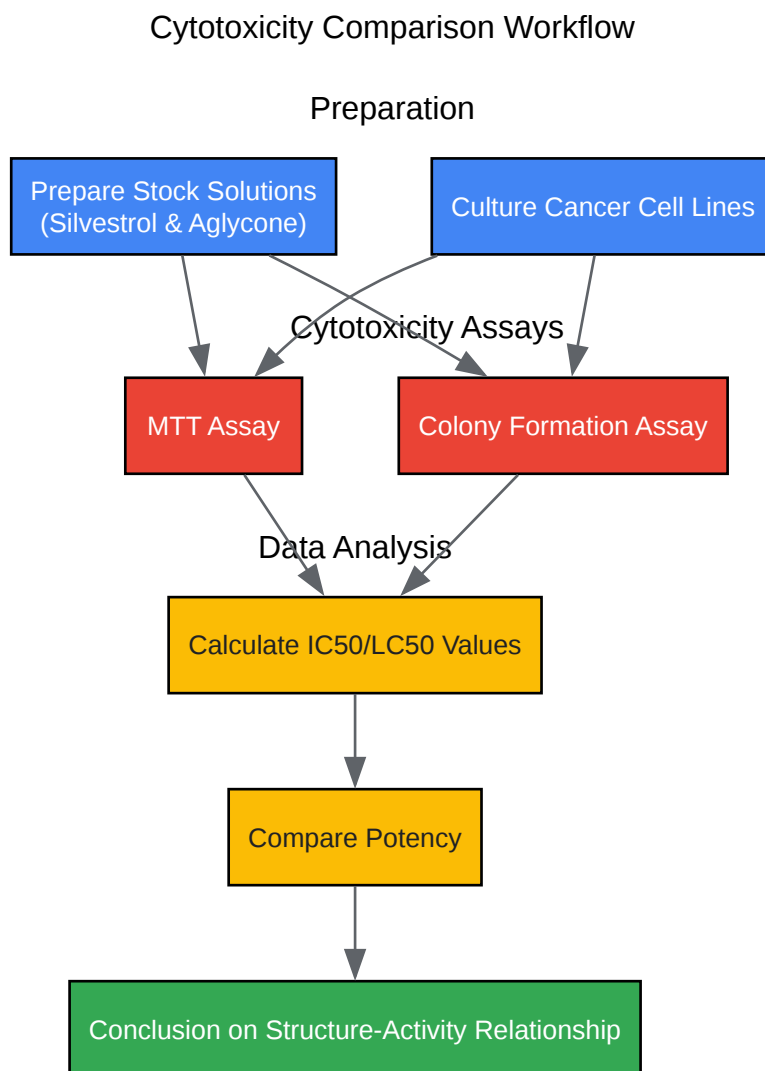 Cytotoxicity Comparison Workflow
Preparation
Prepare Stock Solutions
(Silvestrol & Aglycone)
Culture Cancer Cell Lines
Cytotoxicity Assays
MTT Assay
Colony Formation Assay
Data Analysis
Calculate IC50/LC50 Values
Compare Potency
Conclusion on Structure-Activity Relationship